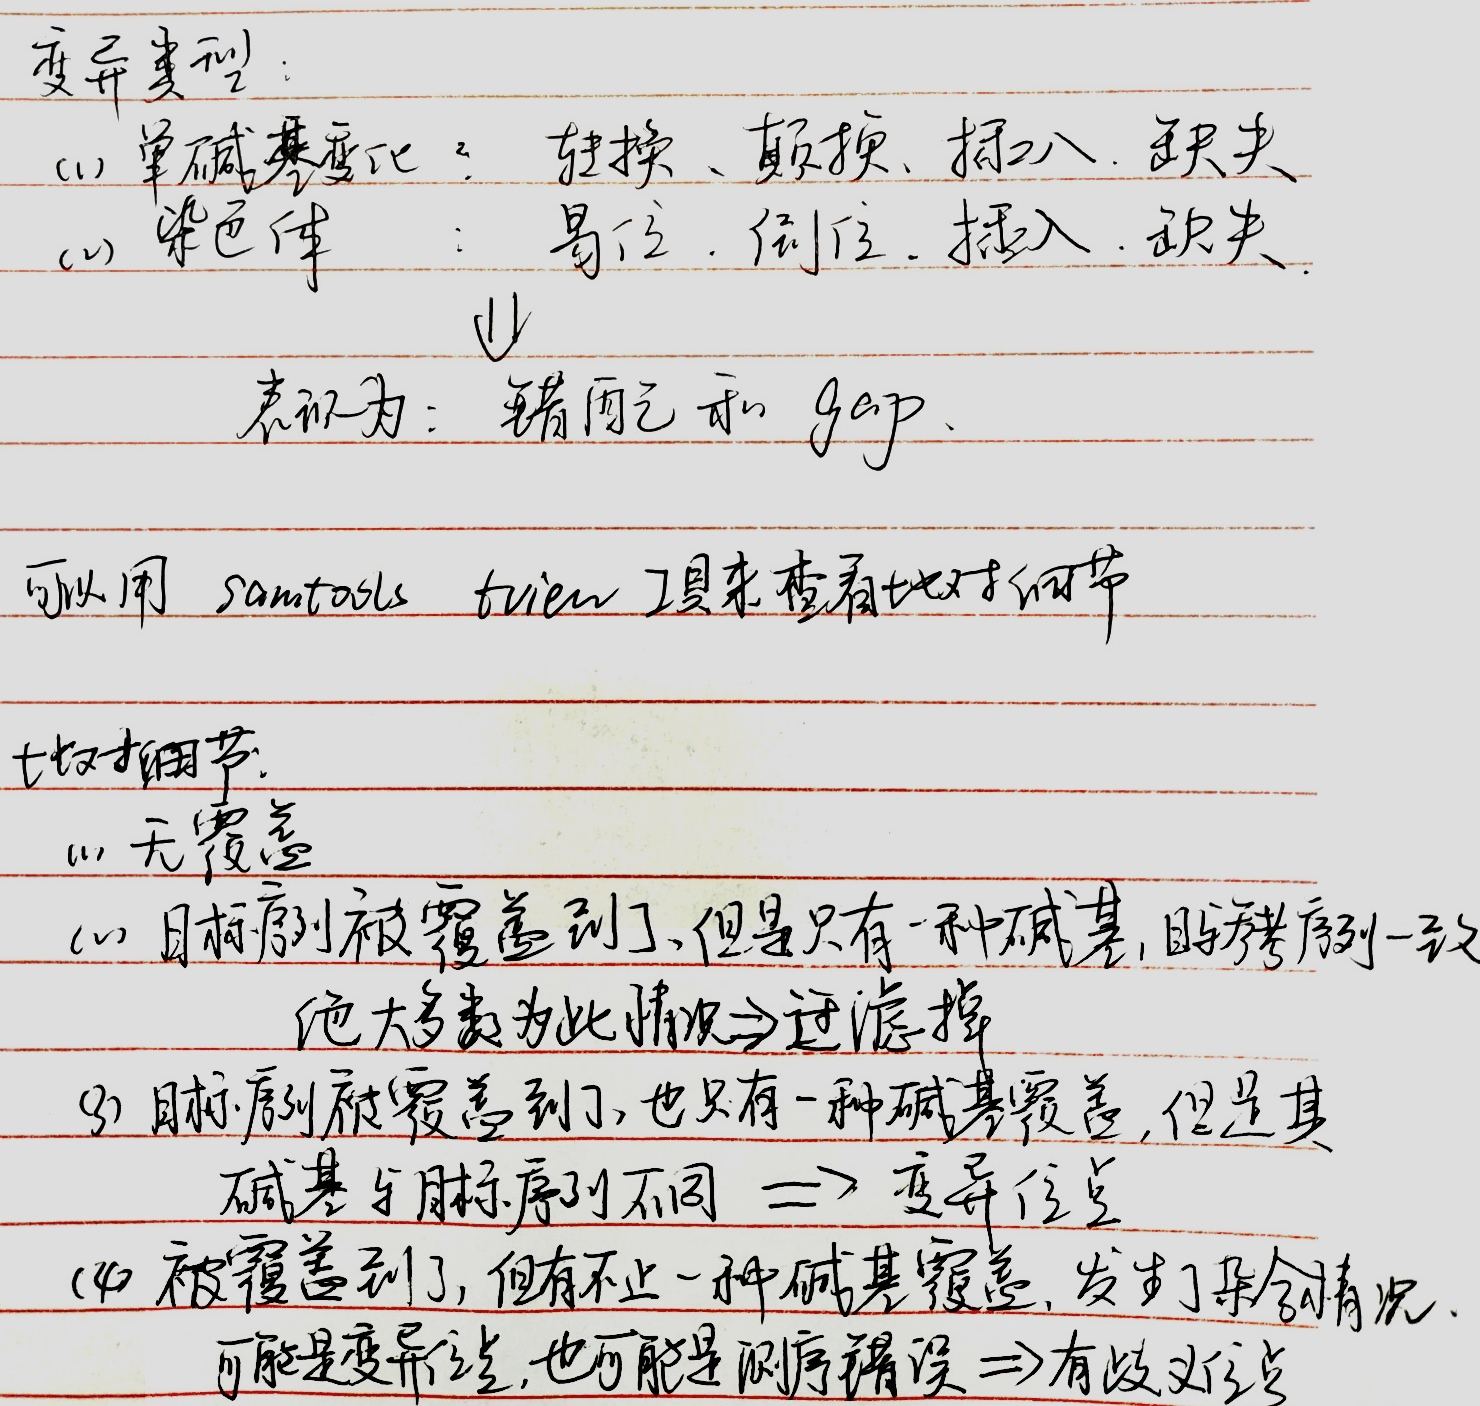 变异类型：
(1) 单碱基变化：转换、颠换、插入、缺失
(2) 染色体：易位、倒位、插入、缺失.
⇓
表现为：错配和 gap、
可以用 samtools tview 工具来查看比对细节
比对细节：
(1) 无覆盖
(2) 目标序列被覆盖到了,但是只有一种碱基,且与参考序列一致
绝大多数为此情况⇒过滤掉
(3) 目标序列被覆盖到了,也只有一种碱基覆盖,但是其
碱基与目标序列不同 => 变异位点
(4) 被覆盖到了,但有不止一种碱基覆盖,发生了杂合情况.
可能是变异位点,也可能是测序错误 => 有歧义位点